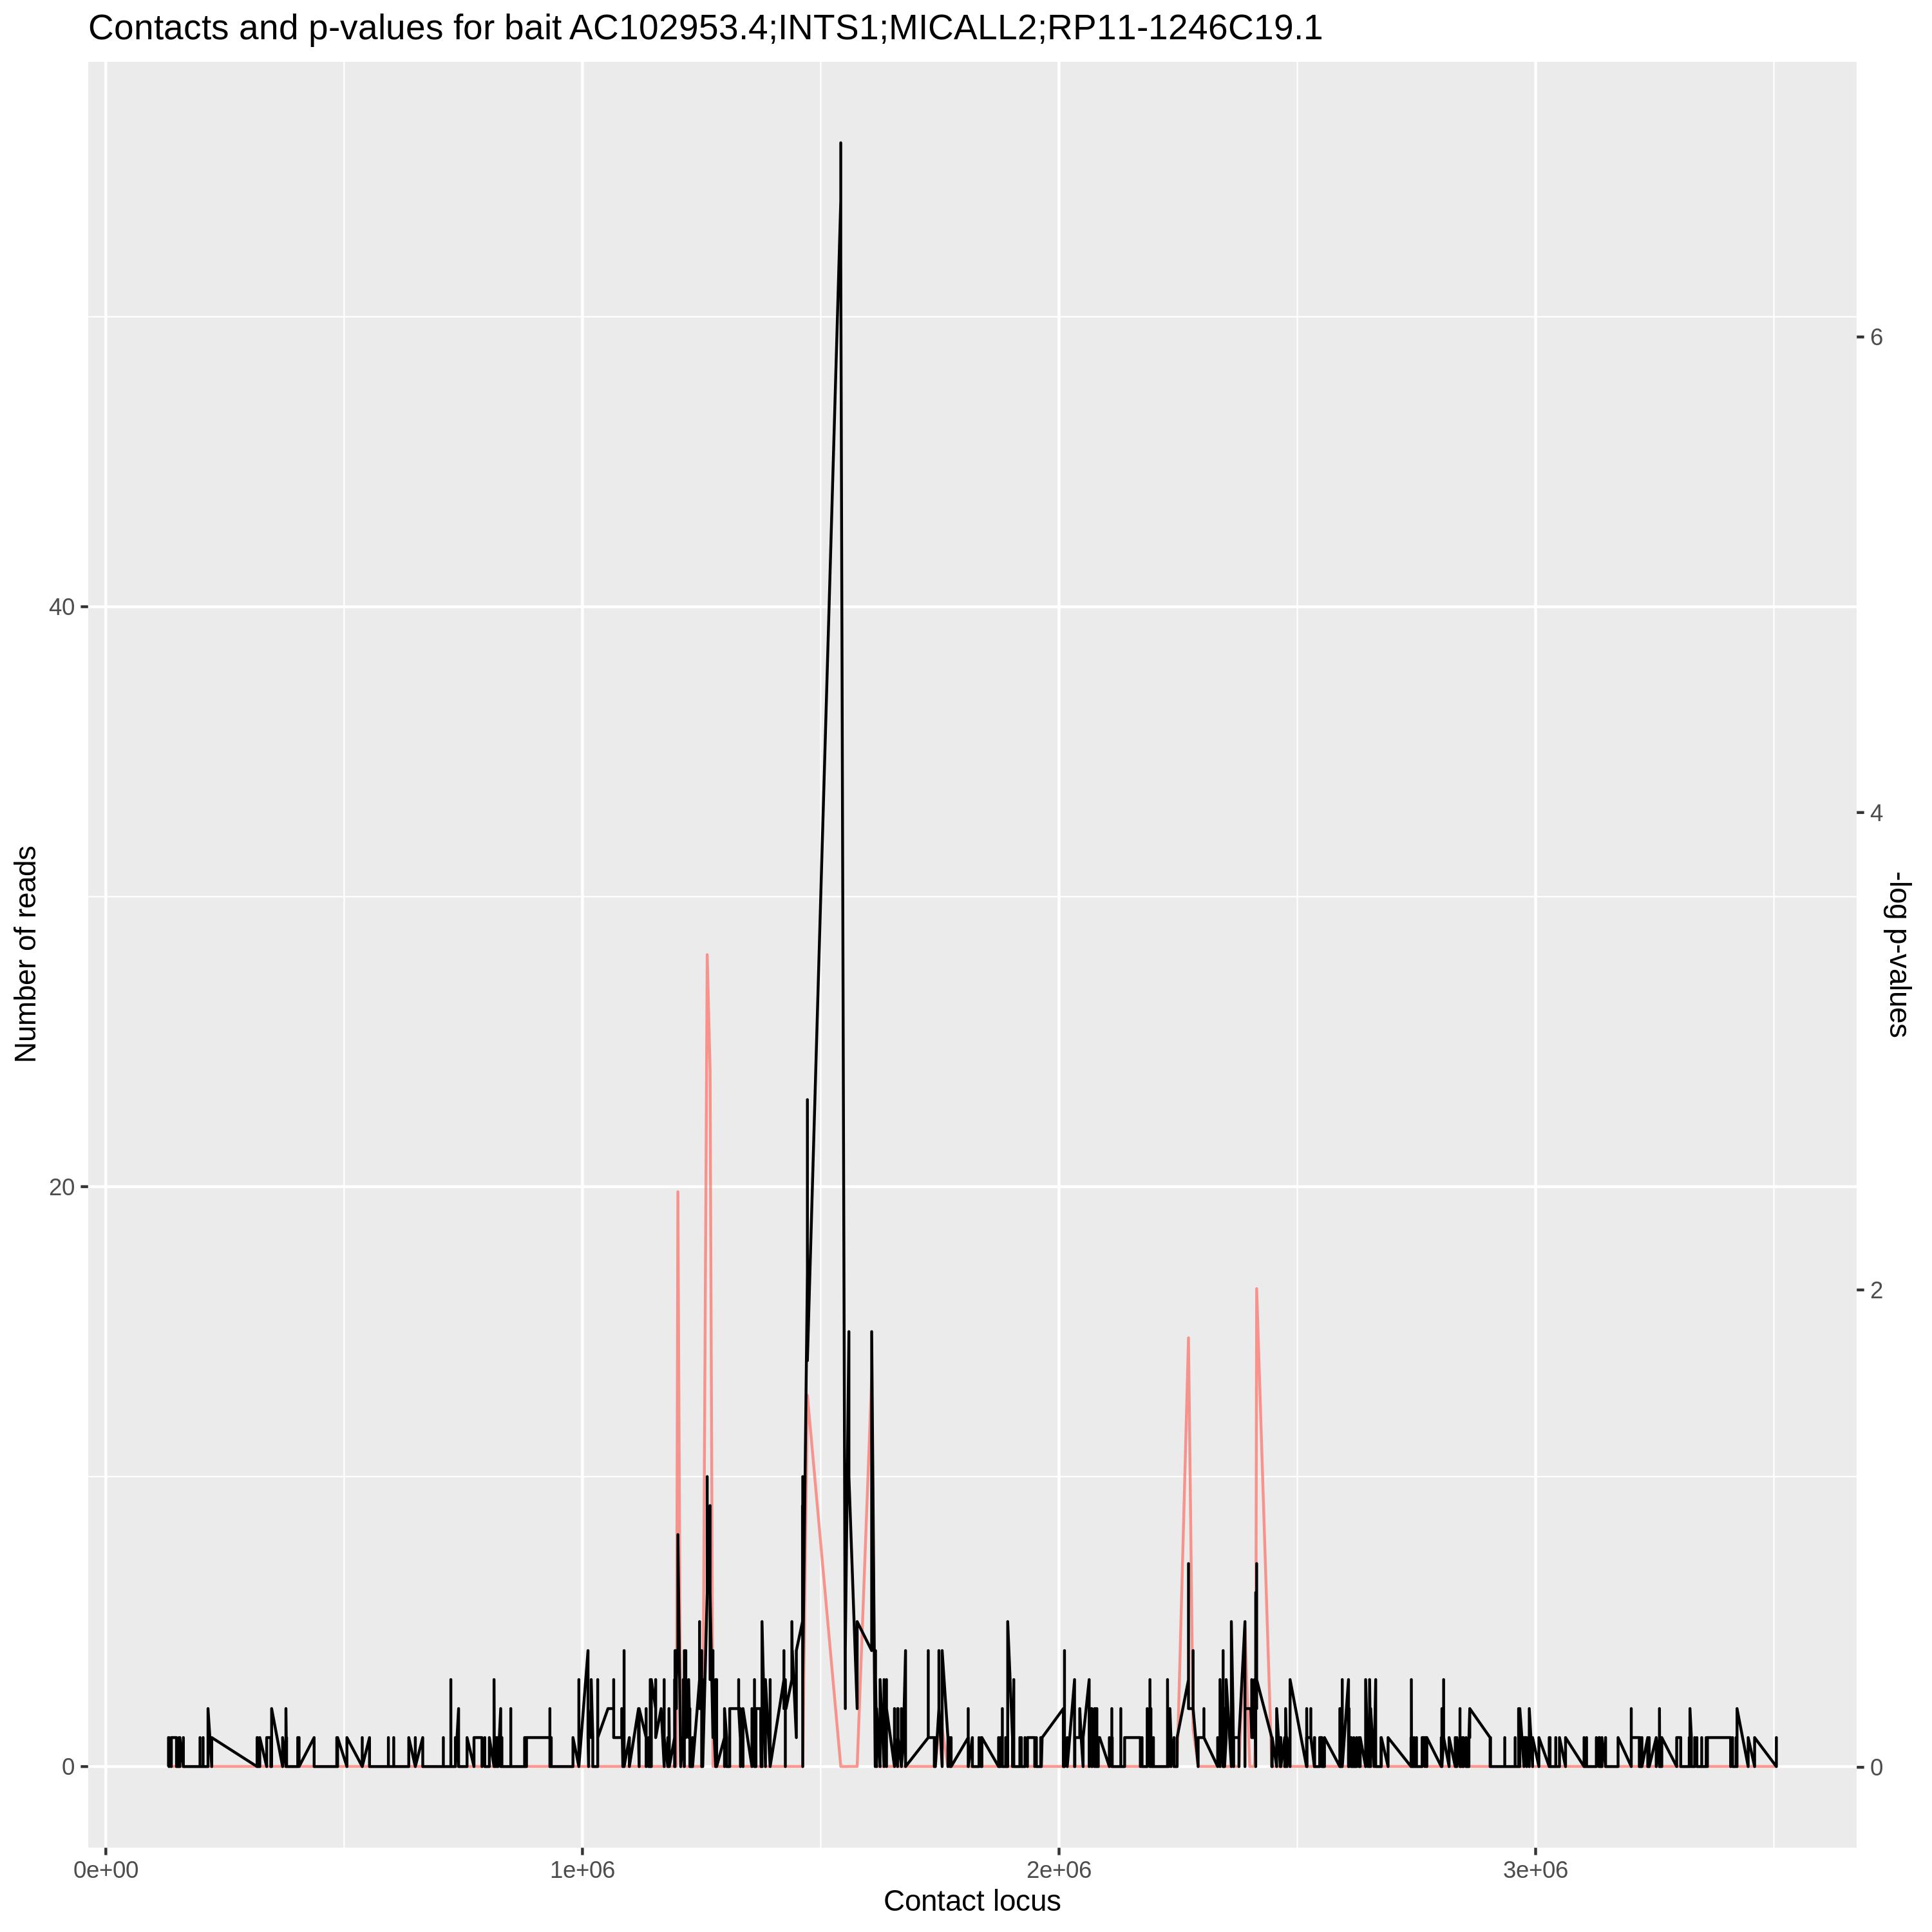 Contacts and p-values for bait AC102953.4;INTS1;MICALL2;RP11-1246C19.1
Number of reads
40
20
0
6
4
2
0
-log p-values
0e+00
1e+06
2e+06
3e+06
Contact locus